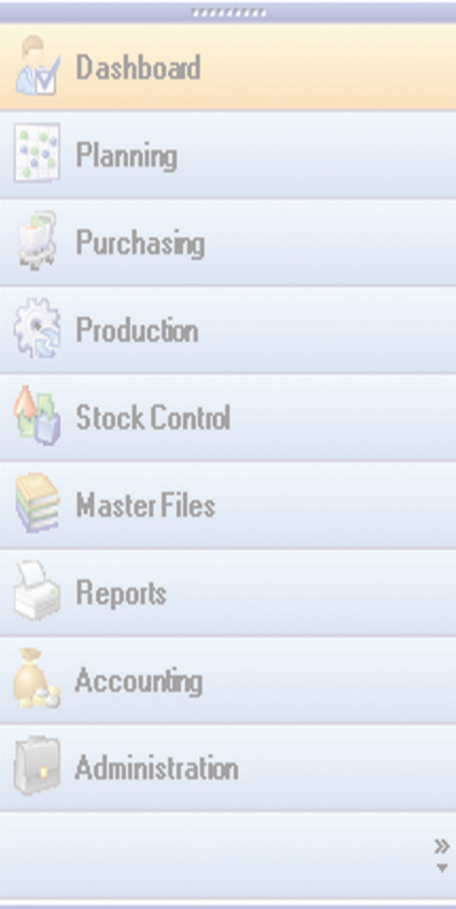 Dashboard
Planning
Purchasing
Production
Stock Control
Master Files
Reports
Accounting
Administration
»